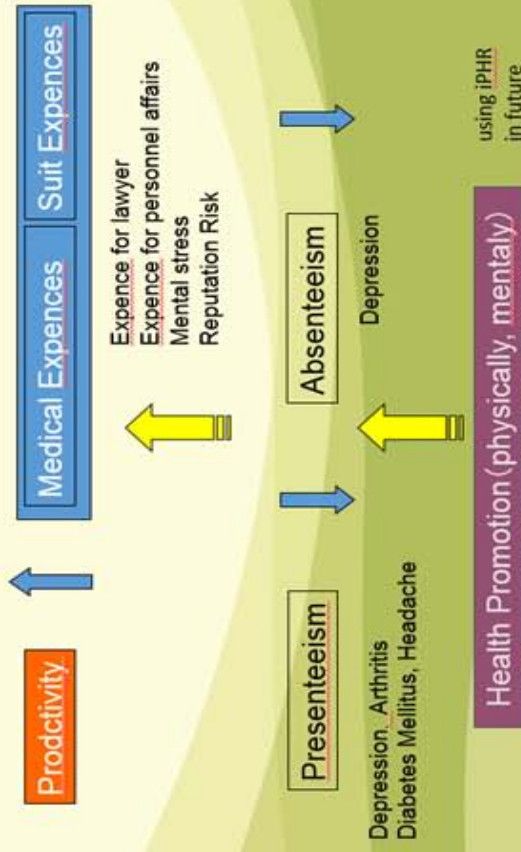 Prodctivity
Medical Expences
Suit Expences
Expence for lawyer
Expence for personnel affairs
Mental stress
Reputation Risk
Presenteeism
Absenteeism
Depression, Arthritis
Diabetes Mellitus, Headache
Depression
Health Promotion(physically, mentaly)
using iPHR
in future